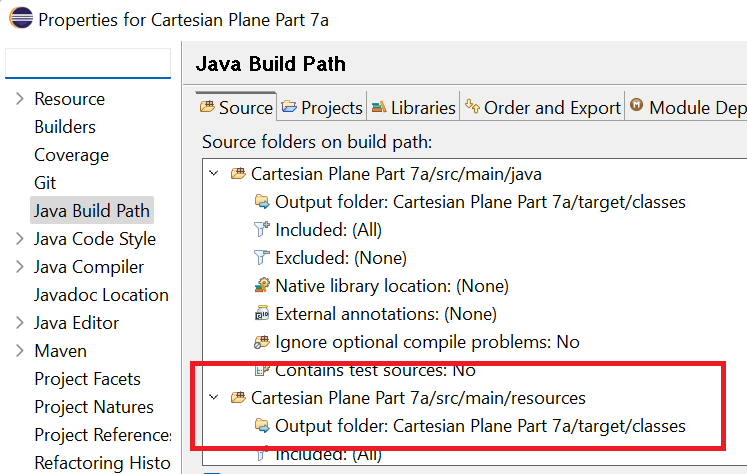 Properties for Cartesian Plane Part 7a
Resource
Builders
Coverage
Git
Java Build Path
Java Code Style
Java Compiler
Javadoc Location
Java Editor
Maven
Project Facets
Project Natures
Project References
Refactoring Histo
Java Build Path
Source Projects Libraries Order and Export Module Dep
Source folders on build path:
Cartesian Plane Part 7a/src/main/java
Output folder: Cartesian Plane Part 7a/target/classes
Included: (All)
Excluded: (None)
Native library location: (None)
External annotations: (None)
Ignore optional compile problems: No
Contains test sources: No
Cartesian Plane Part 7a/src/main/resources
Output folder: Cartesian Plane Part 7a/target/classes
Included: (All)